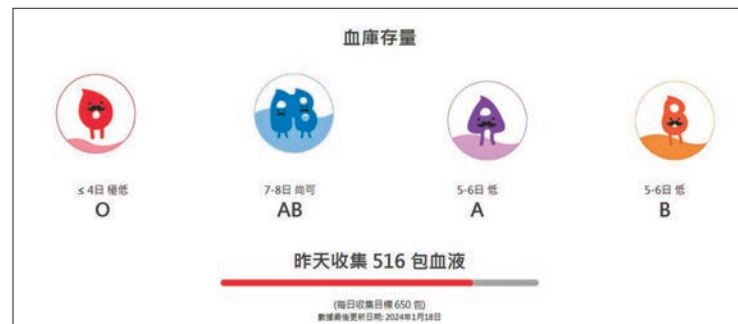 血庫存量
≤ 4日 極低
7-8日 尚可
5-6日 低
5-6日 低
O
AB
A
B
昨天收集 516 包血液
(每日收集目標 650 包)
數據最後更新日期: 2024年1月18日